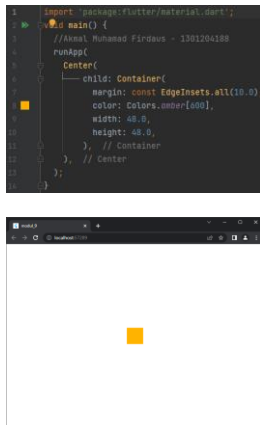 1 import 'package:flutter/material.dart';
2 void main() {
3 //Akmal Muhamad Firdaus - 1301204188
4 runApp(
5 Center(
6 child: Container(
7 margin: const EdgeInsets.all(10.0),
8 color: Colors.amber[600],
9 width: 48.0,
10 height: 48.0,
11 ), // Container
12 ), // Center
13 );
14 }
modul_9
localhost